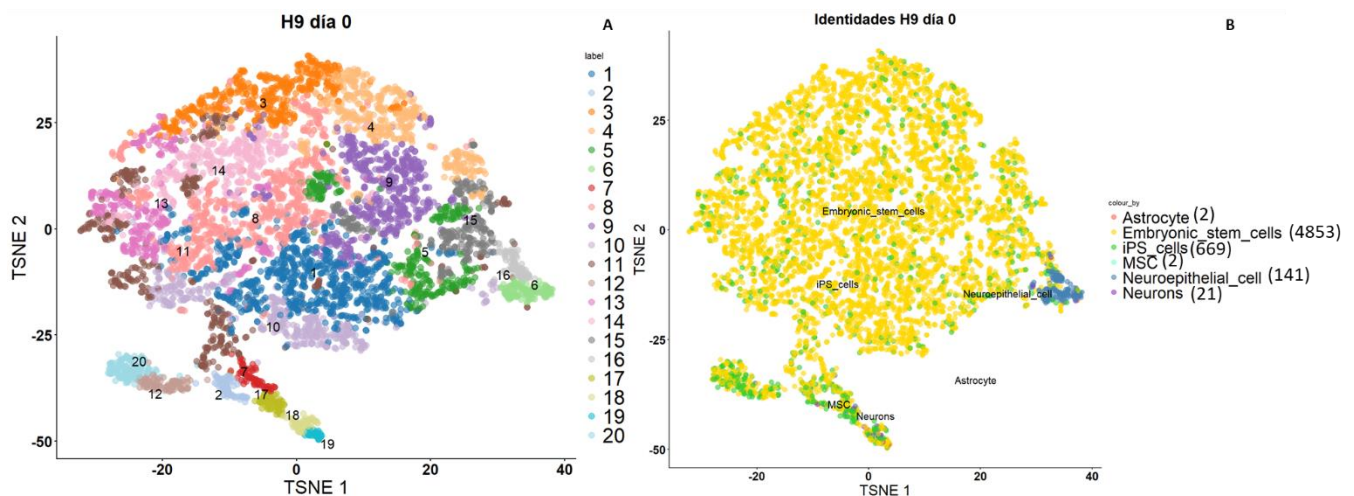 H9 día 0
A
TSNE 2
25
0
-25
-50
-20
0
20
40
TSNE 1
3
4
14
9
13
8
15
11
5
1
16
6
10
20
12
7
2
17
18
19
label
1
2
3
4
5
6
7
8
9
10
11
12
13
14
15
16
17
18
19
20
Identidades H9 día 0
B
TSNE 2
25
0
-25
-50
-20
0
20
40
TSNE 1
Embryonic_stem_cells
iPS_cells
Neuroepithelial_cell
Astrocyte
MSC
Neurons
colour_by
Astrocyte (2)
Embryonic_stem_cells (4853)
iPS_cells (669)
MSC (2)
Neuroepithelial_cell (141)
Neurons (21)